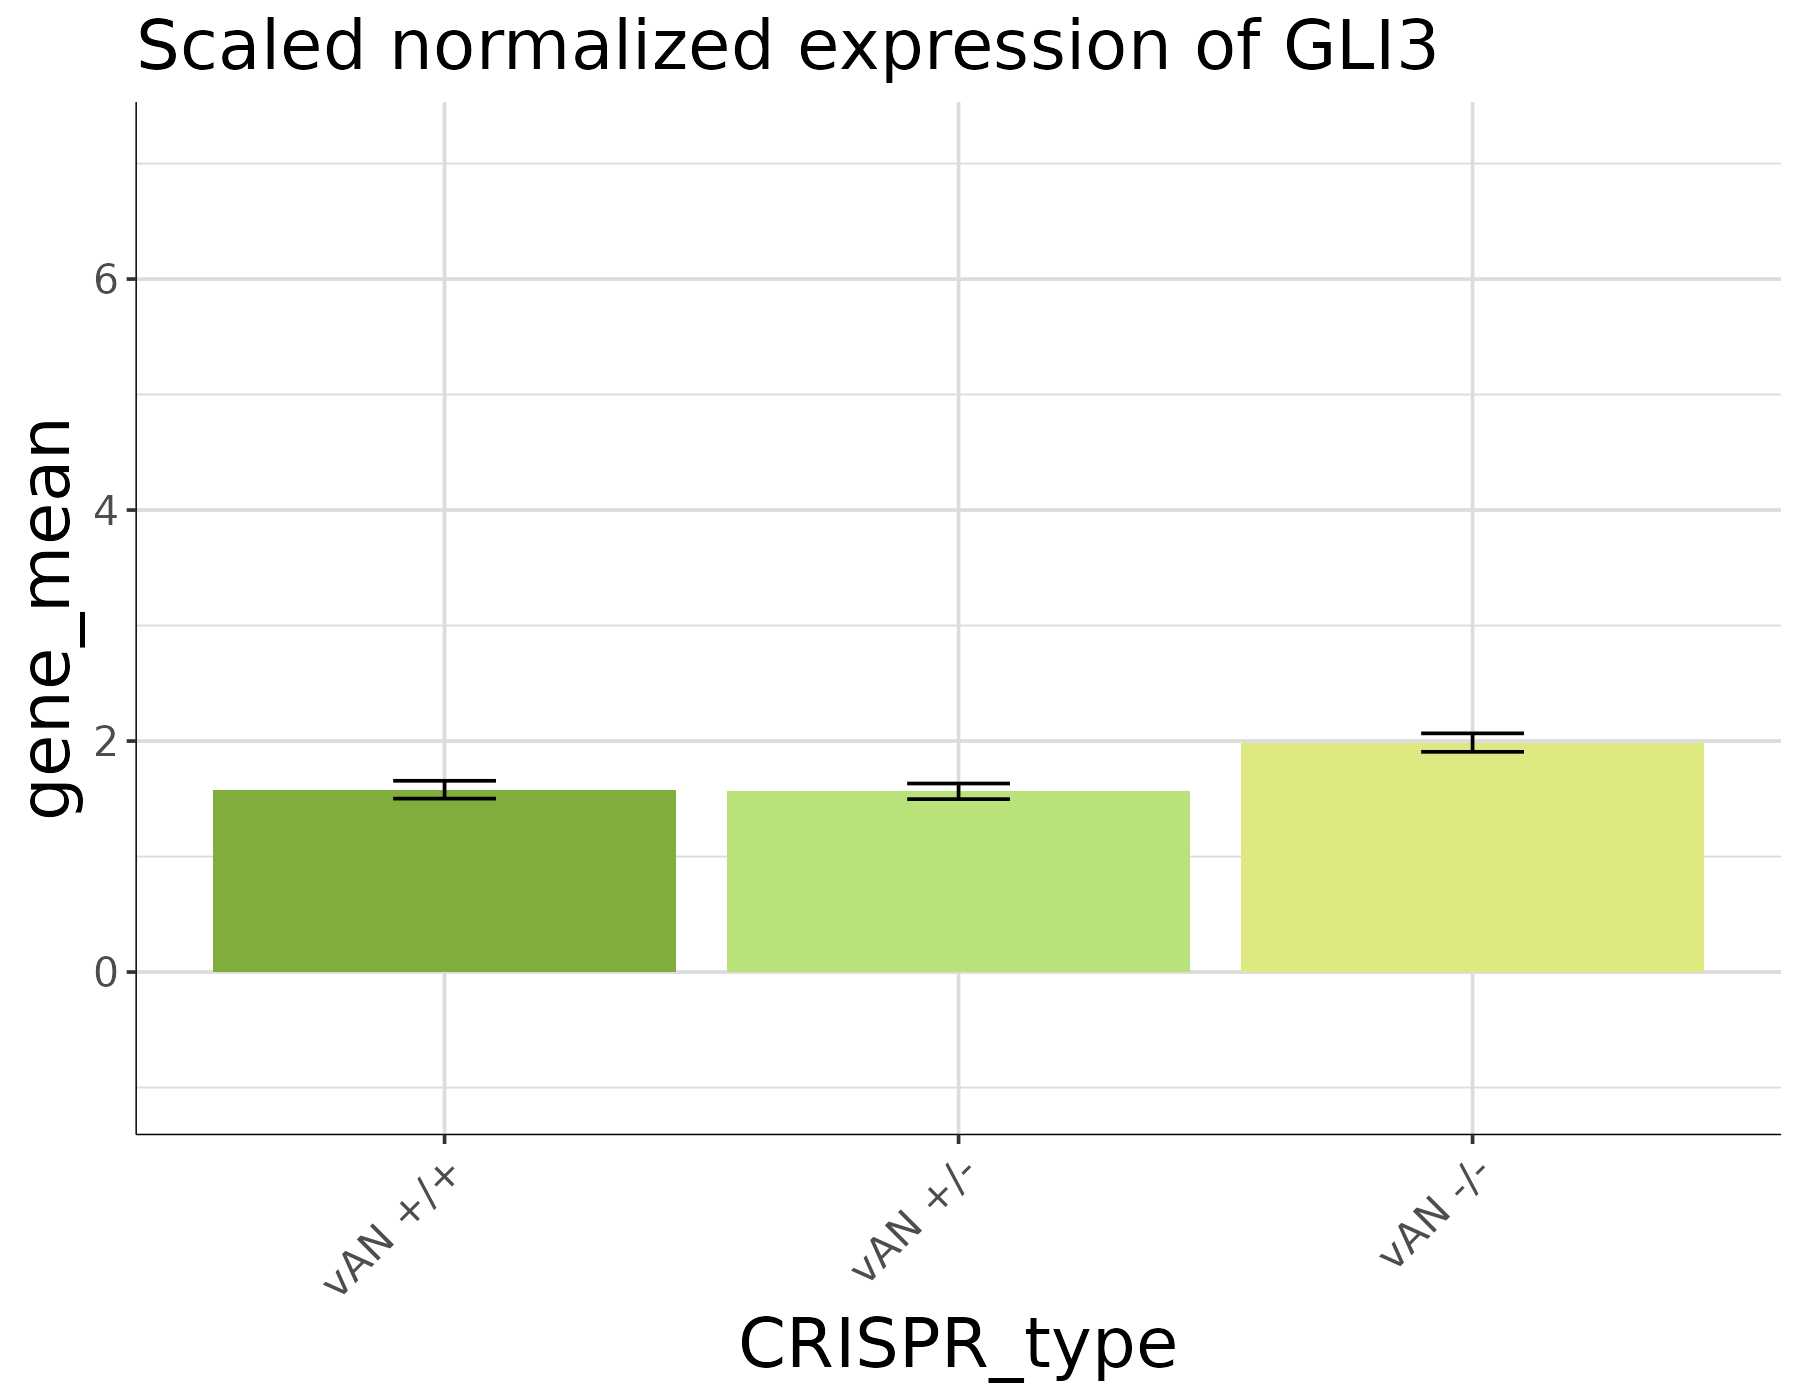 Scaled normalized expression of GLI3
gene_mean
6
4
2
0
vAN +/+
vAN +/-
vAN -/-
CRISPR_type